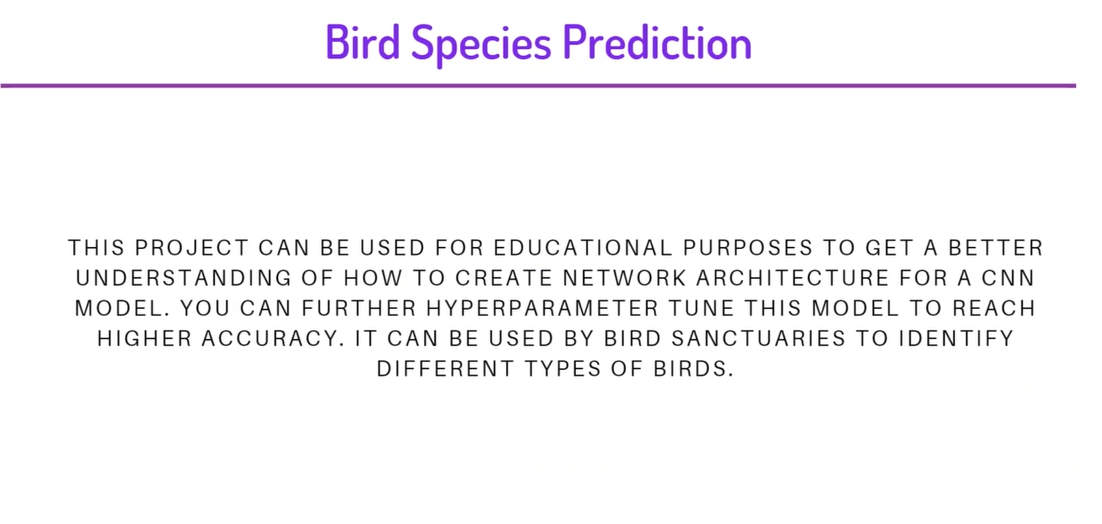 Bird Species Prediction
THIS PROJECT CAN BE USED FOR EDUCATIONAL PURPOSES TO GET A BETTER
UNDERSTANDING OF HOW TO CREATE NETWORK ARCHITECTURE FOR A CNN
MODEL. YOU CAN FURTHER HYPERPARAMETER TUNE THIS MODEL TO REACH
HIGHER ACCURACY. IT CAN BE USED BY BIRD SANCTUARIES TO IDENTIFY
DIFFERENT TYPES OF BIRDS.